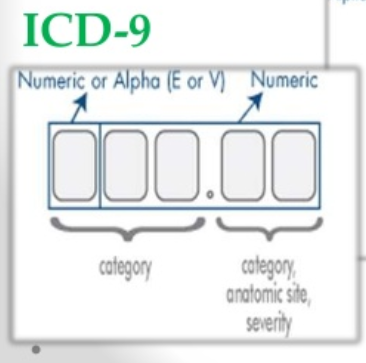 ICD-9
Numeric or Alpha (E or V) Numeric
category
category,
anatomic site,
severity